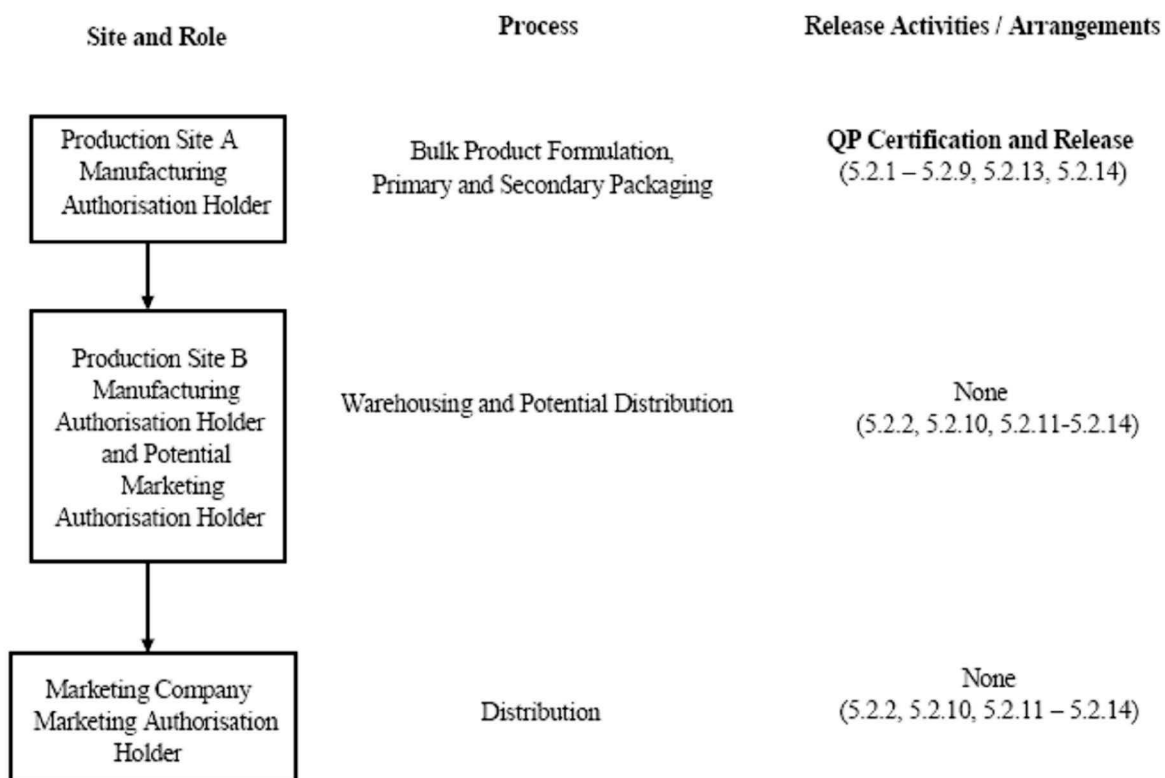 Site and Role
Process
Release Activities / Arrangements
Production Site A
Manufacturing
Authorisation Holder
Bulk Product Formulation,
Primary and Secondary Packaging
QP Certification and Release
(5.2.1 – 5.2.9, 5.2.13, 5.2.14)
Production Site B
Manufacturing
Authorisation Holder
and Potential
Marketing
Authorisation Holder
Warehousing and Potential Distribution
None
(5.2.2, 5.2.10, 5.2.11-5.2.14)
Marketing Company
Marketing Authorisation
Holder
Distribution
None
(5.2.2, 5.2.10, 5.2.11 – 5.2.14)